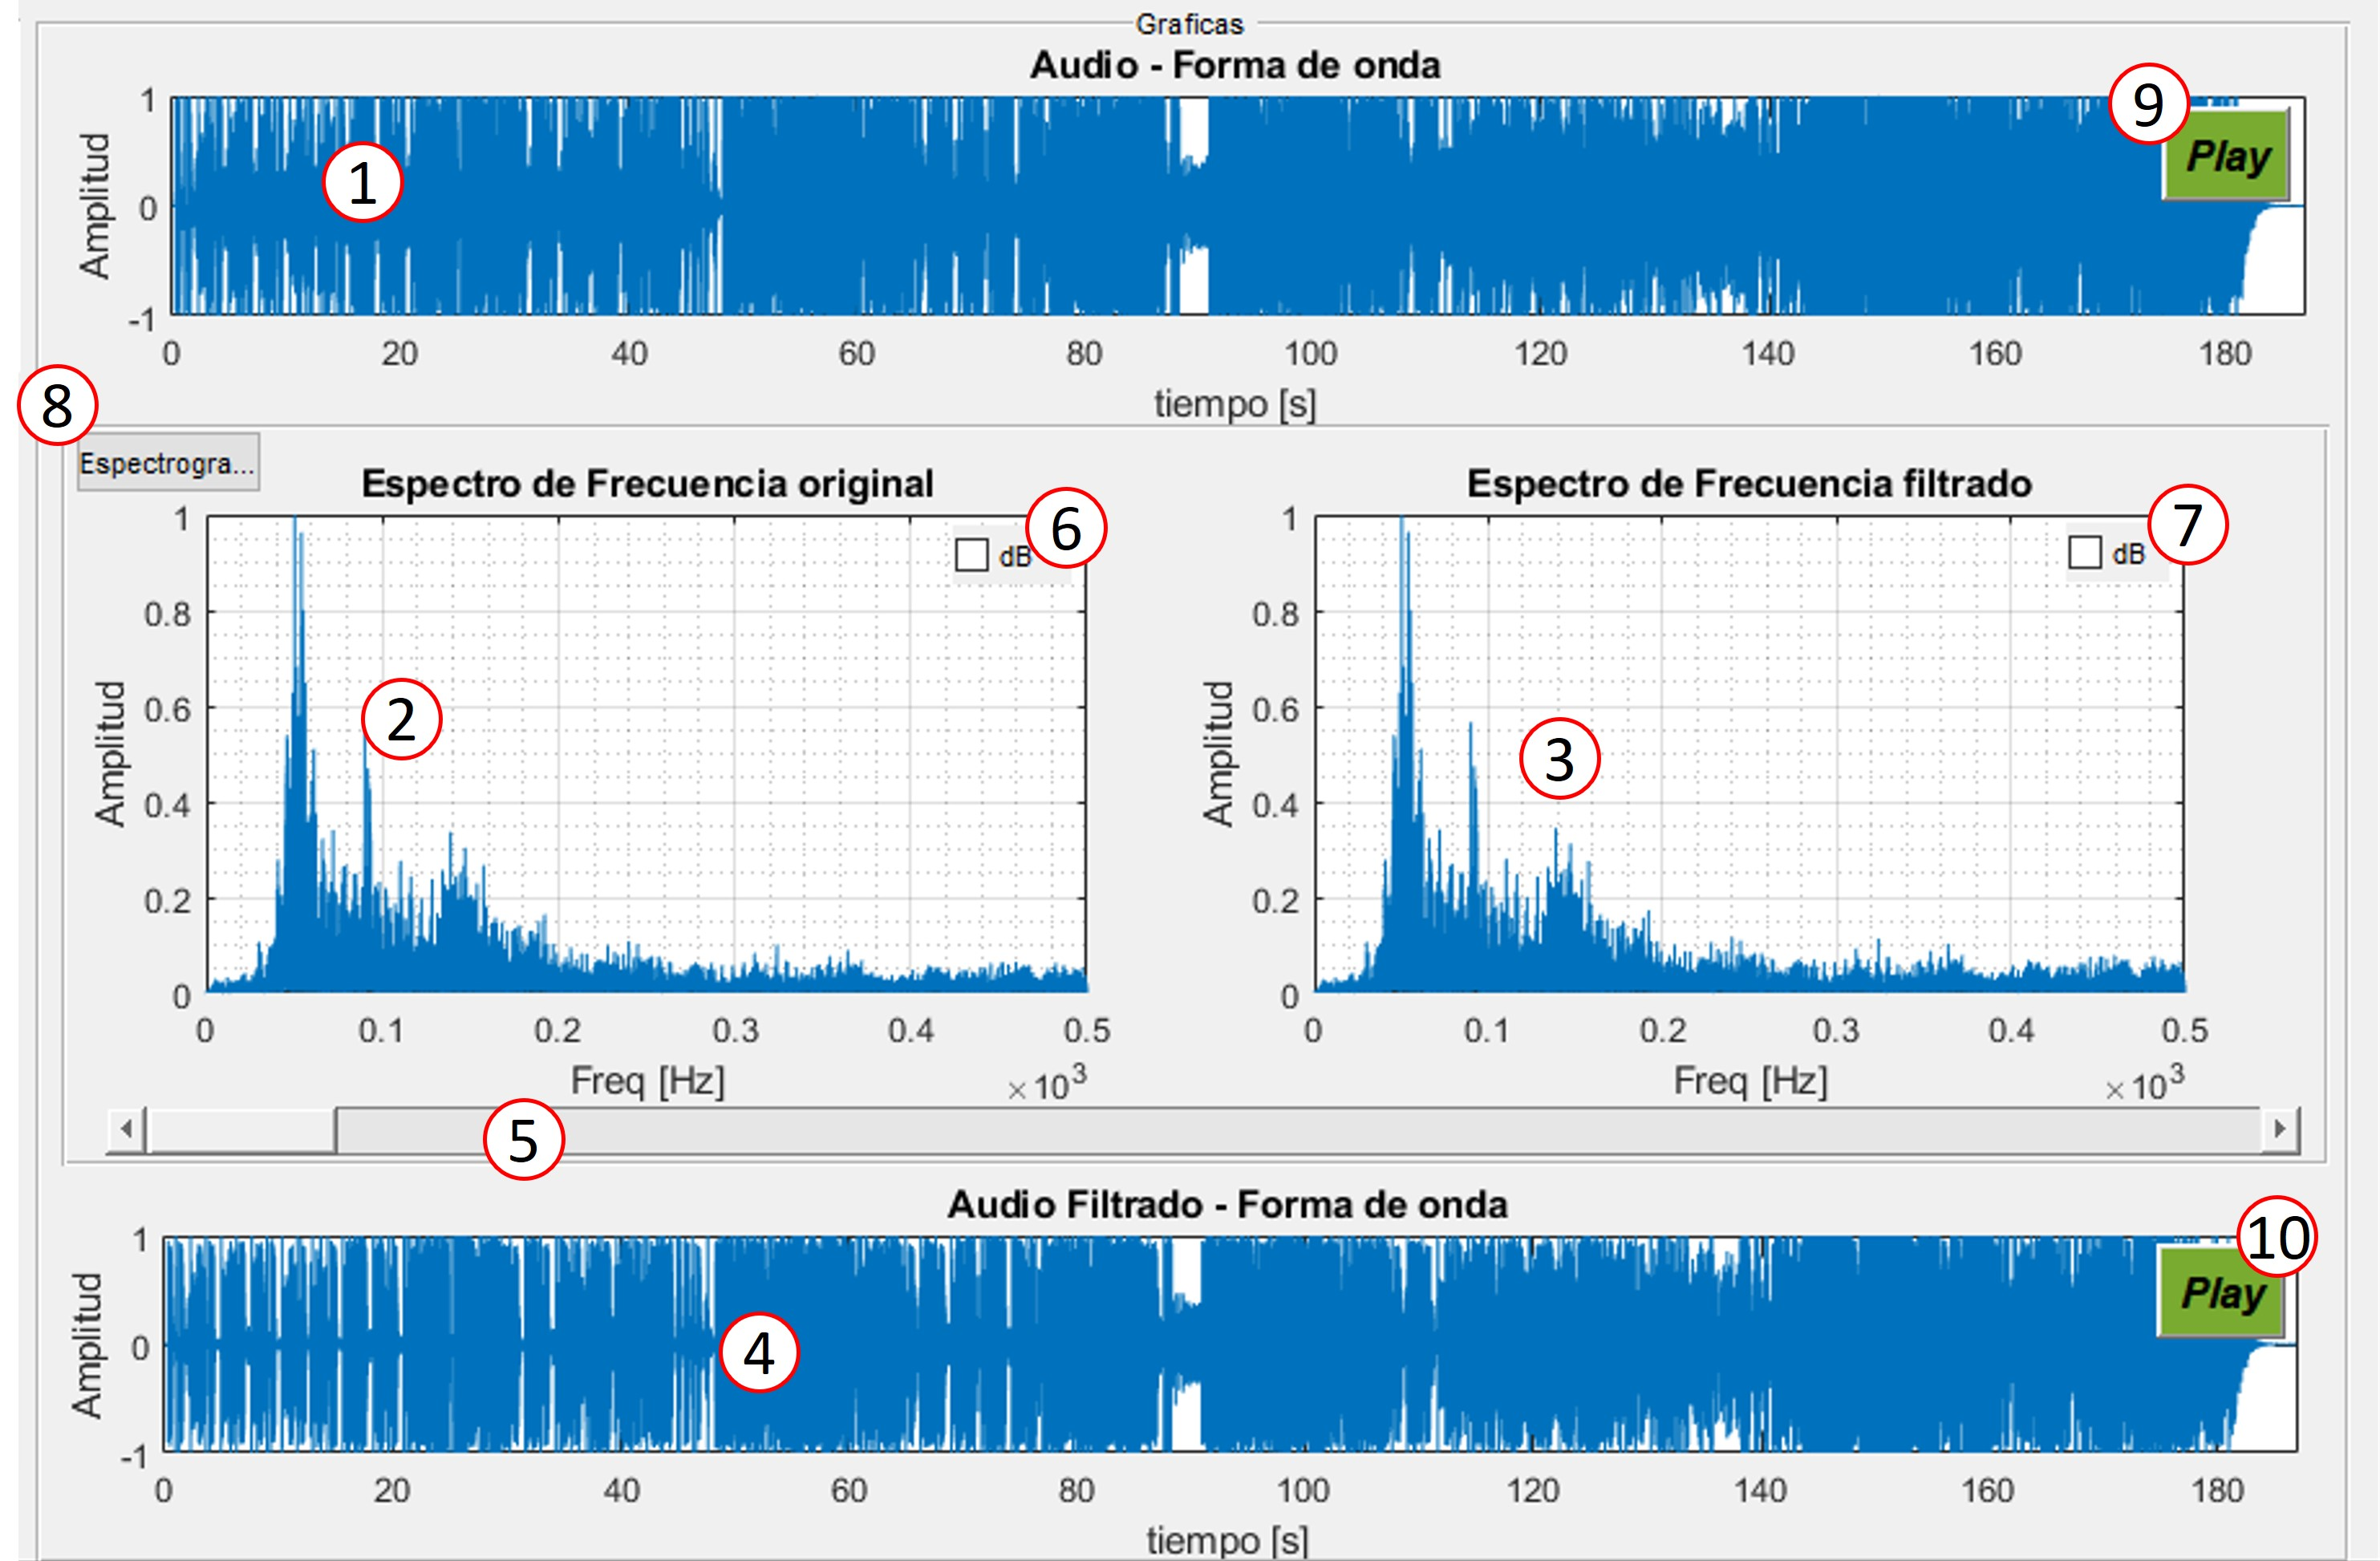 Graficas
Audio - Forma de onda
9
1
Play
Amplitud
1
0
-1
0 20 40 60 80 100 120 140 160 180
tiempo [s]
8
Espectrogra...
Espectro de Frecuencia original
Espectro de Frecuencia filtrado
6
7
dB
dB
1
0.8
0.6
0.4
0.2
0
Amplitud
2
0 0.1 0.2 0.3 0.4 0.5
Freq [Hz]
×10³
1
0.8
0.6
0.4
0.2
0
Amplitud
3
0 0.1 0.2 0.3 0.4 0.5
Freq [Hz]
×10³
5
Audio Filtrado - Forma de onda
10
Play
1
0
-1
Amplitud
4
0 20 40 60 80 100 120 140 160 180
tiempo [s]